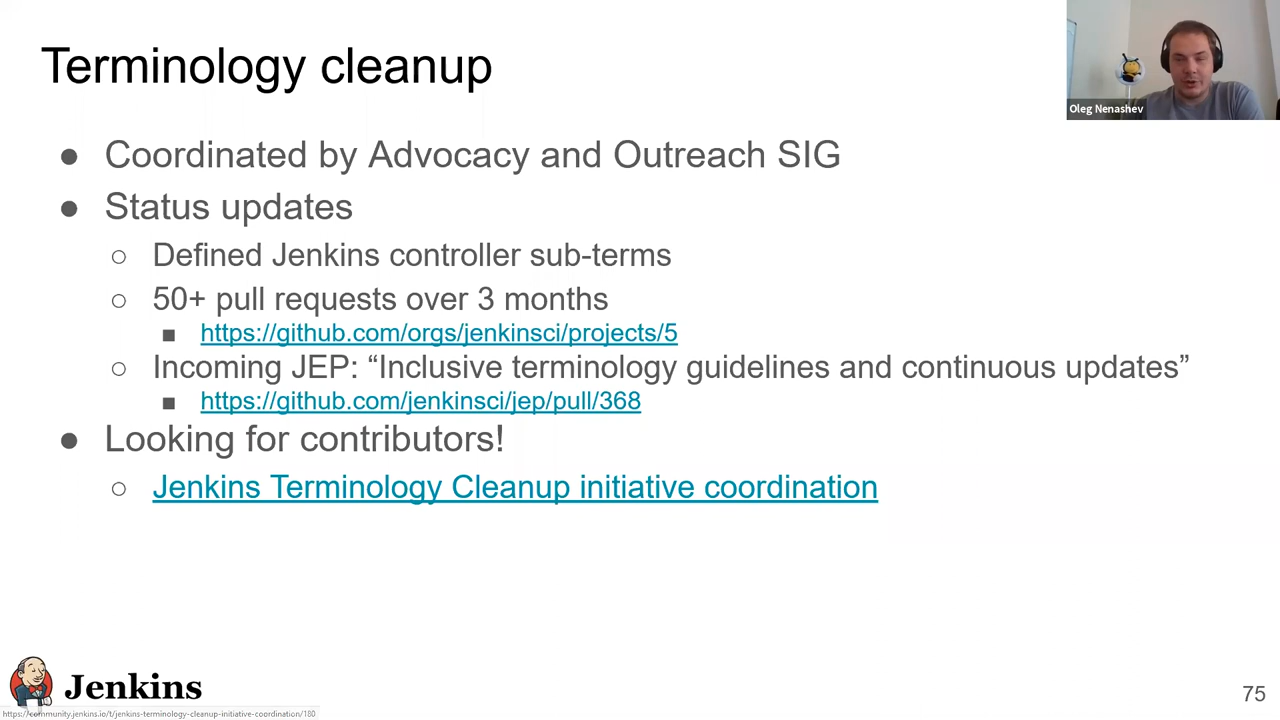 Terminology cleanup
Oleg Nenashev
● Coordinated by Advocacy and Outreach SIG
● Status updates
○ Defined Jenkins controller sub-terms
○ 50+ pull requests over 3 months
■ https://github.com/orgs/jenkinsci/projects/5
○ Incoming JEP: “Inclusive terminology guidelines and continuous updates”
■ https://github.com/jenkinsci/jep/pull/368
● Looking for contributors!
○ Jenkins Terminology Cleanup initiative coordination
Jenkins
75
https://community.jenkins.io/t/jenkins-terminology-cleanup-initiative-coordination/180